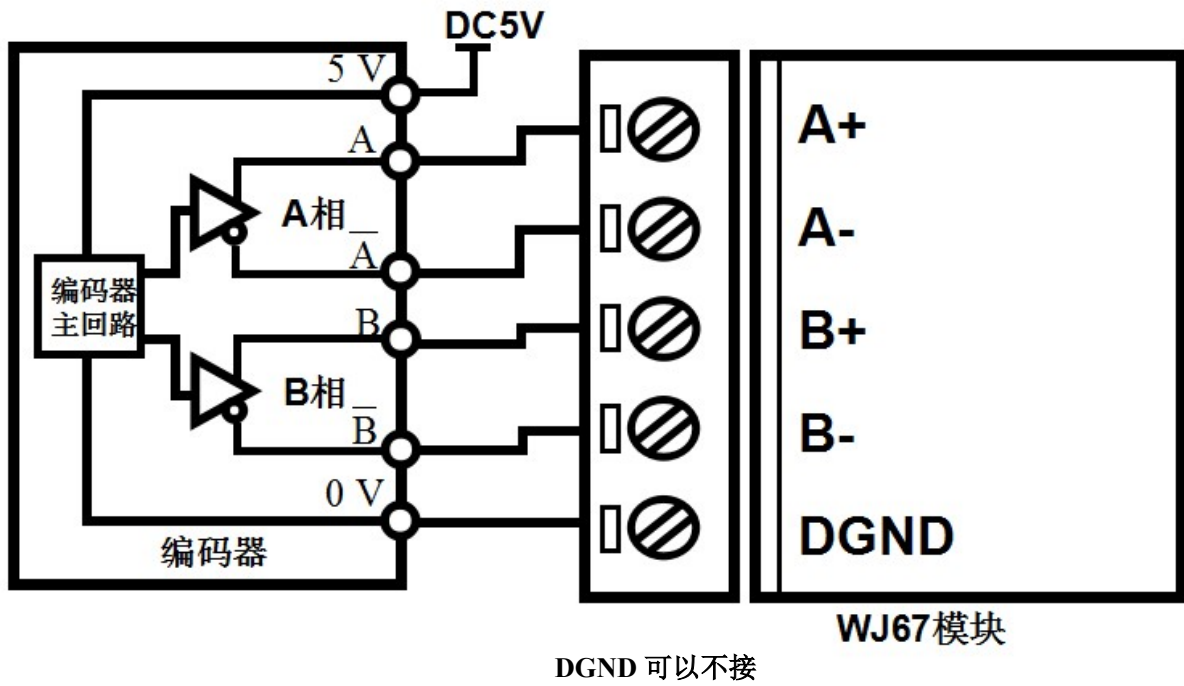 DC5V
5 V
A
A相
A̅
编码器
主回路
B
B相
B̅
0 V
编码器
A+
A-
B+
B-
DGND
WJ67模块
DGND 可以不接